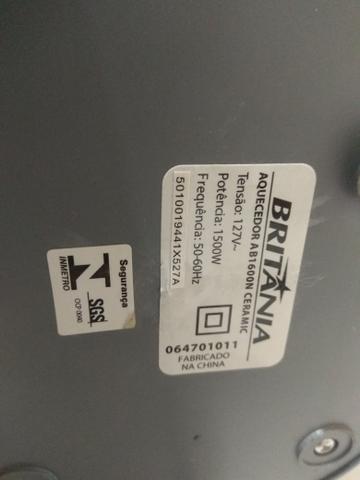 BRITÂNIA
AQUECEDOR AB1600N CERAMIC
Tensão: 127V~
Potência: 1500W
Frequência: 50-60Hz
5010019441X527A
064701011
FABRICADO
NA CHINA
Segurança
SGS
OCP-0040
INMETRO